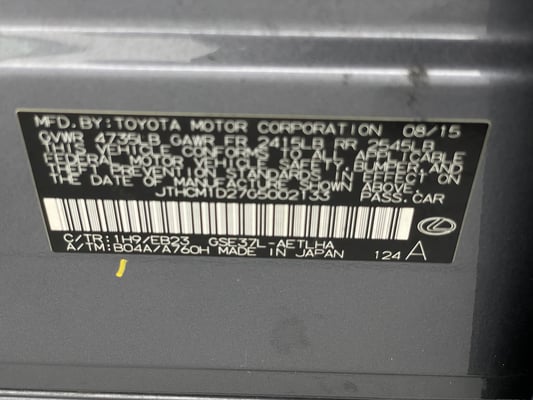 MFD.BY:TOYOTA MOTOR CORPORATION 08/15
GVWR 4735LB GAWR FR 2415LB RR 2545LB
THIS VEHICLE CONFORMS TO ALL APPLICABLE
FEDERAL MOTOR VEHICLE SAFETY AND THEFT
PREVENTION STANDARDS IN EFFECT ON
THE DATE OF MANUFACTURE SHOWN ABOVE.
JTHCM1D27G5002133 PASS.CAR
C/TR:1H9/EB23 GSE37L-AETLHA
A/TM:B04A/A760H MADE IN JAPAN 124 A